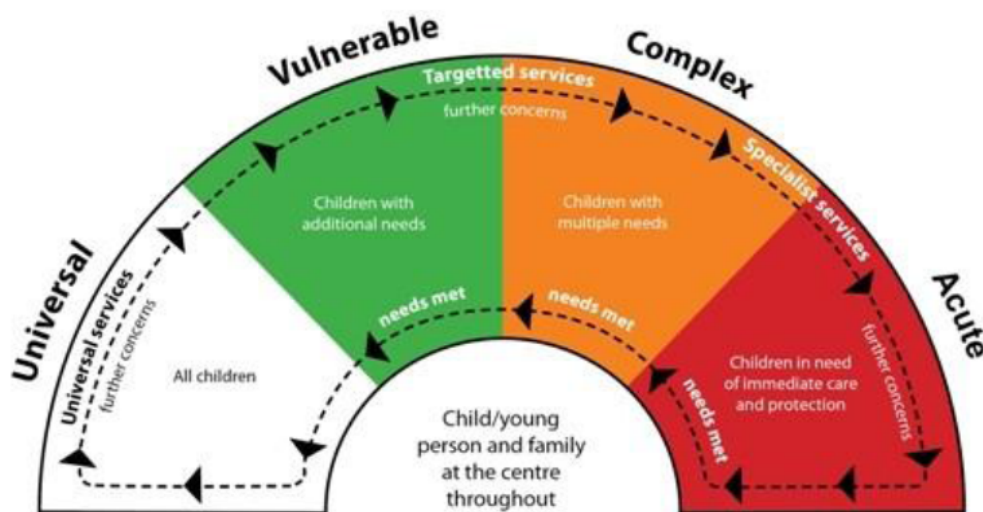 Universal
Vulnerable
Complex
Acute
Universal services
further concerns
Targetted services
further concerns
Specialist services
further concerns
All children
Children with
additional needs
Children with
multiple needs
Children in need
of immediate care
and protection
needs met
needs met
needs met
Child/young
person and family
at the centre
throughout